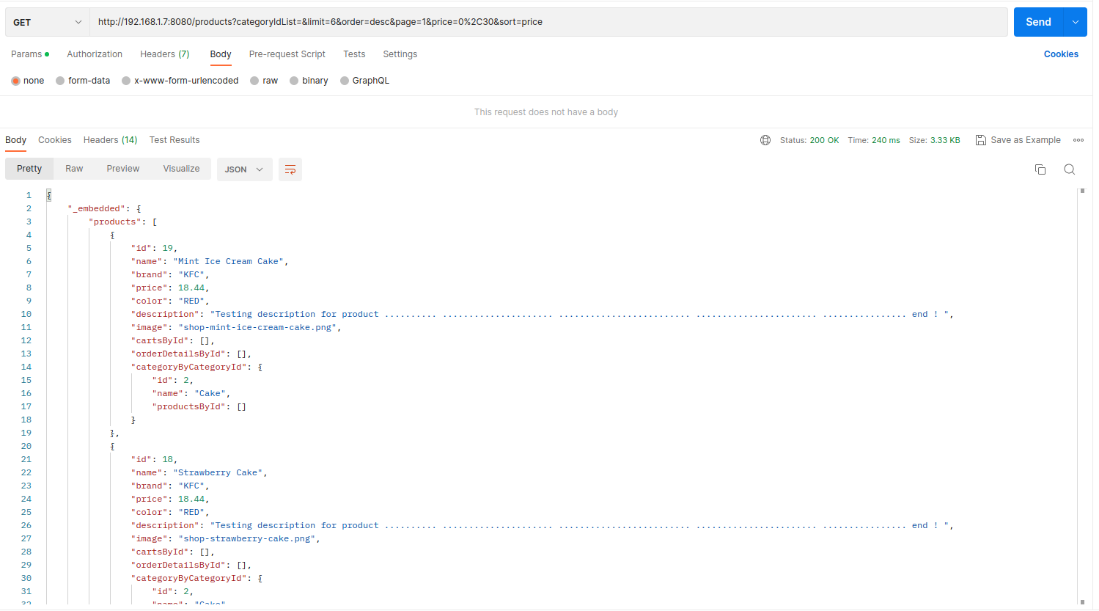 GET http://192.168.1.7:8080/products?categoryIdList=&limit=6&order=desc&page=1&price=0%2C30&sort=price Send
Params Authorization Headers (7) Body Pre-request Script Tests Settings Cookies
none form-data x-www-form-urlencoded raw binary GraphQL
This request does not have a body
Body Cookies Headers (14) Test Results Status: 200 OK Time: 240 ms Size: 3.33 KB Save as Example
Pretty Raw Preview Visualize JSON
1 {
2 "_embedded": {
3 "products": [
4 {
5 "id": 19,
6 "name": "Mint Ice Cream Cake",
7 "brand": "KFC",
8 "price": 18.44,
9 "color": "RED",
10 "description": "Testing description for product .......... ..................... ......................... ....................... ................ end ! ",
11 "image": "shop-mint-ice-cream-cake.png",
12 "cartsById": [],
13 "orderDetailsById": [],
14 "categoryByCategoryId": {
15 "id": 2,
16 "name": "Cake",
17 "productsById": []
18 }
19 },
20 {
21 "id": 18,
22 "name": "Strawberry Cake",
23 "brand": "KFC",
24 "price": 18.44,
25 "color": "RED",
26 "description": "Testing description for product .......... ..................... ......................... ....................... ................ end ! ",
27 "image": "shop-strawberry-cake.png",
28 "cartsById": [],
29 "orderDetailsById": [],
30 "categoryByCategoryId": {
31 "id": 2,
32 "name": "Cake",